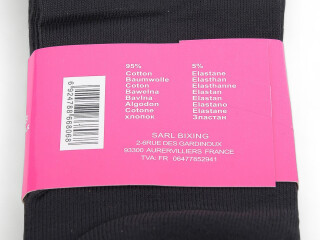 95% 5%
Cotton Elastane
Baumwolle Elasthan
Coton Elasthanne
Bawełna Elastan
Bavlna Elastan
Algodon Elastano
Cotone Elastane
хлопок Эластан
6924788668068
SARL BIXING
2-8RUE DES GARDINOUX
93300 AUBERVILLIERS FRANCE
TVA: FR 06477852941